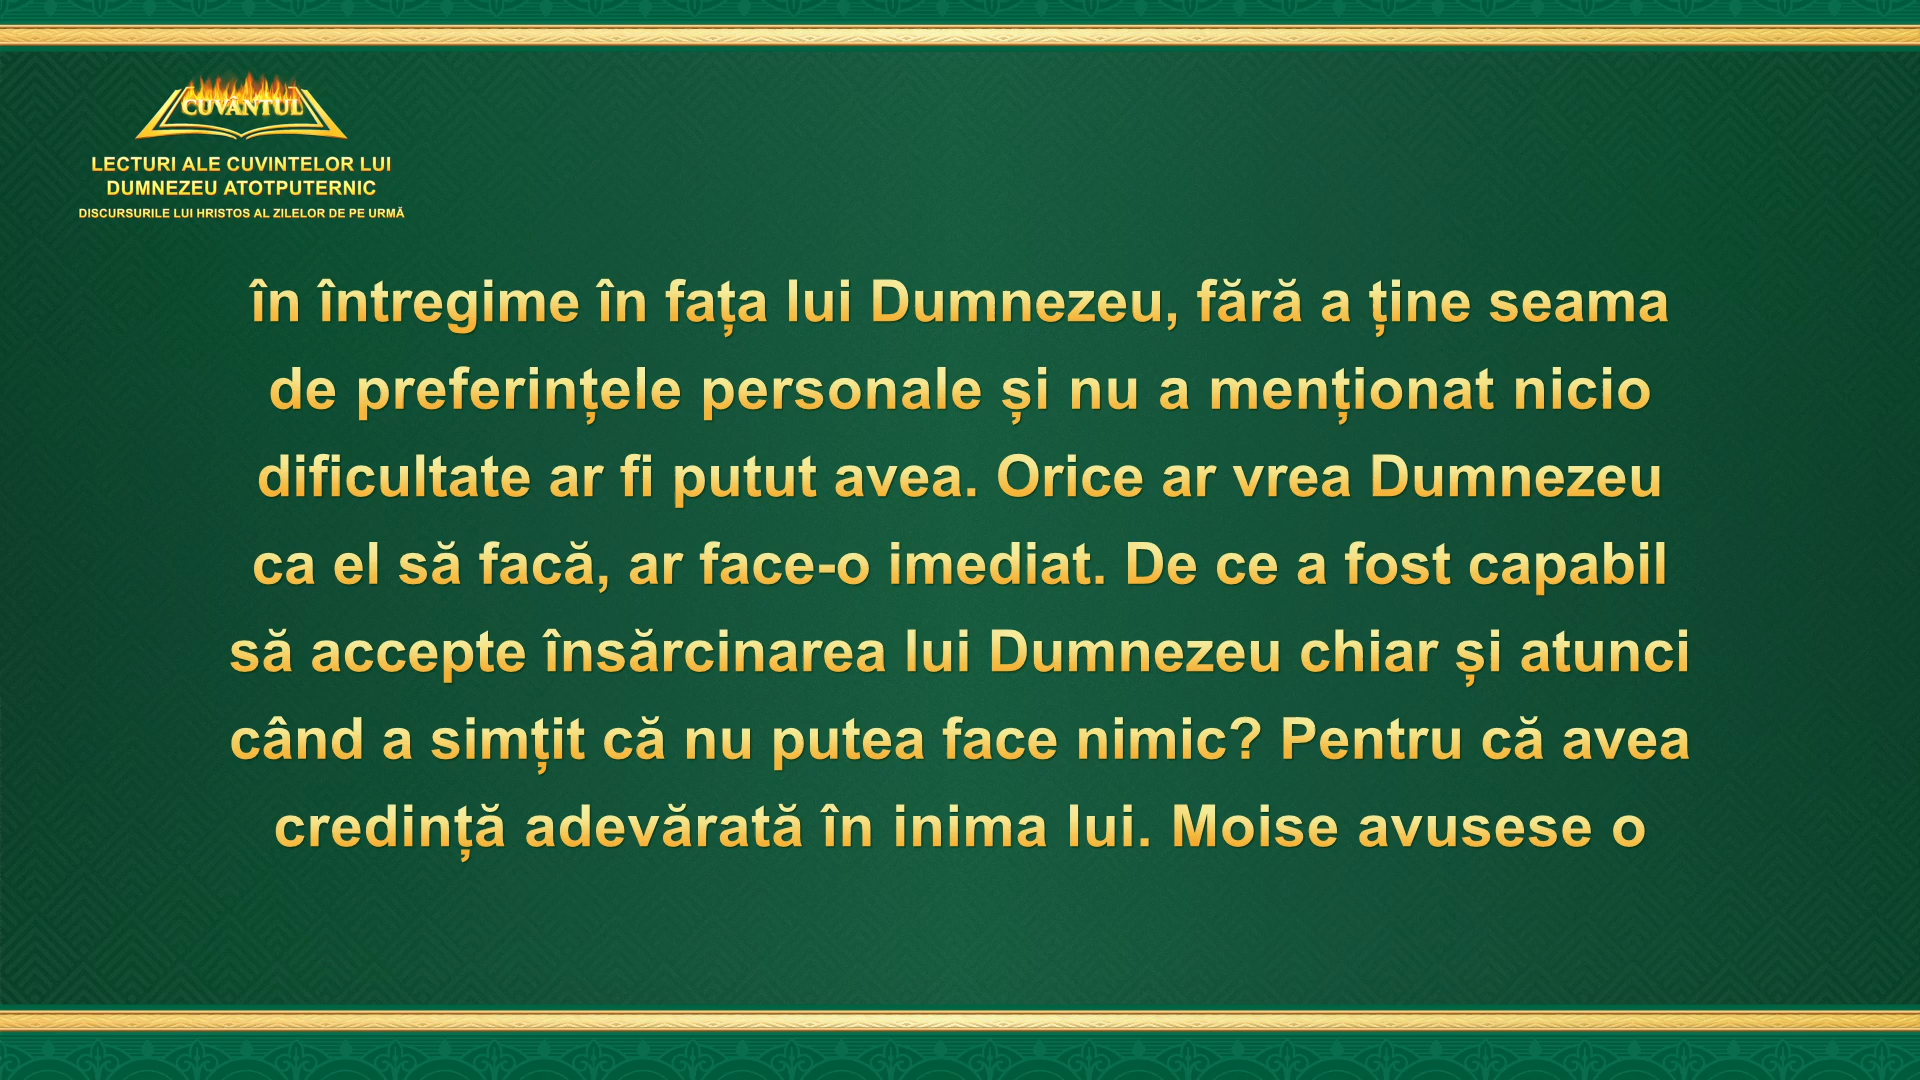 CUVÂNTUL
LECTURI ALE CUVINTELOR LUI
DUMNEZEU ATOTPUTERNIC
DISCURSURILE LUI HRISTOS AL ZILELOR DE PE URMĂ
în întregime în fața lui Dumnezeu, fără a ține seama
de preferințele personale și nu a menționat nicio
dificultate ar fi putut avea. Orice ar vrea Dumnezeu
ca el să facă, ar face-o imediat. De ce a fost capabil
să accepte însărcinarea lui Dumnezeu chiar și atunci
când a simțit că nu putea face nimic? Pentru că avea
credință adevărată în inima lui. Moise avusese o